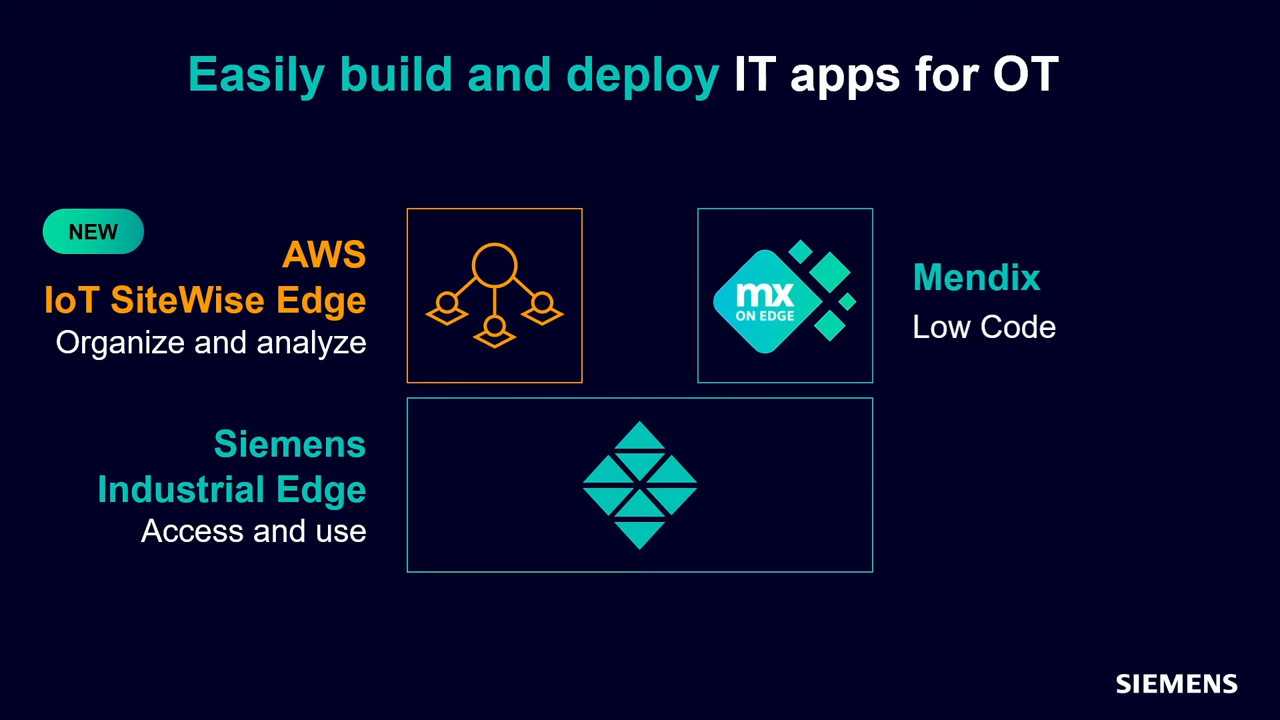 Easily build and deploy IT apps for OT
NEW
AWS
IoT SiteWise Edge
Organize and analyze
mx
ON EDGE
Mendix
Low Code
Siemens
Industrial Edge
Access and use
SIEMENS